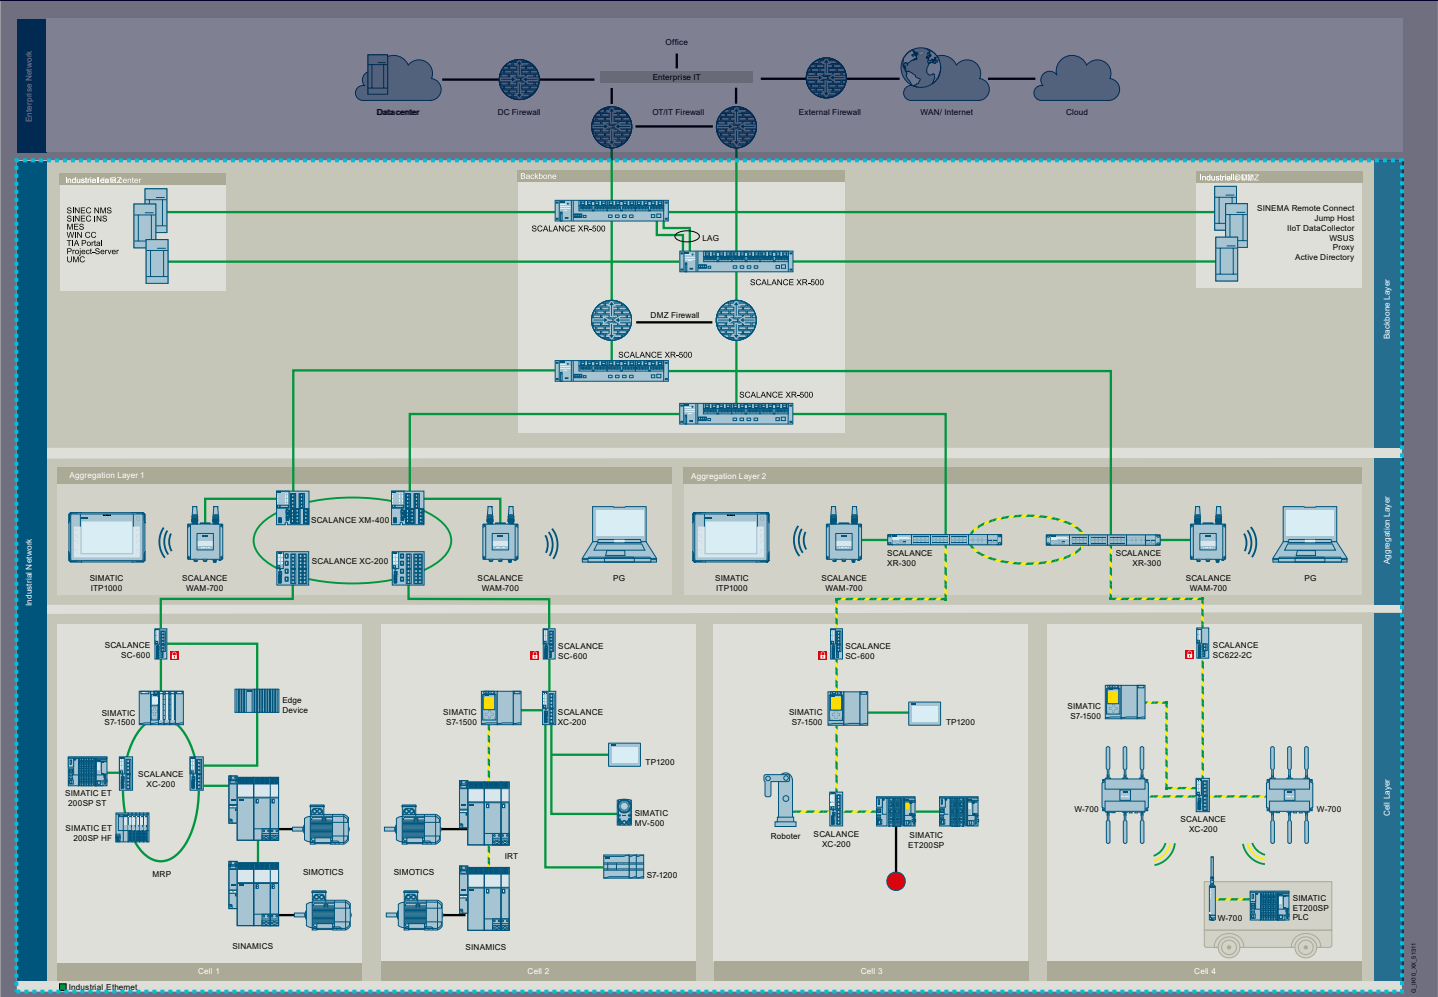 Enterprise Network
Office
Enterprise IT
Datacenter
DC Firewall
OT/IT Firewall
External Firewall
WAN/ Internet
Cloud
Industrial Network
Backbone
SINEC NMS
SINEC INS
MES
WIN CC
TIA Portal
Project-Server
UMC
SCALANCE XR-500
LAG
SCALANCE XR-500
SINEMA Remote Connect
Jump Host
IIoT DataCollector
WSUS
Proxy
Active Directory
DMZ Firewall
SCALANCE XR-500
SCALANCE XR-500
Backbone Layer
Aggregation Layer 1
SIMATIC
ITP1000
SCALANCE
WAM-700
SCALANCE XM-400
SCALANCE XC-200
SCALANCE
WAM-700
PG
Aggregation Layer 2
SIMATIC
ITP1000
SCALANCE
WAM-700
SCALANCE
XR-300
SCALANCE
XR-300
SCALANCE
WAM-700
PG
Aggregation Layer
SCALANCE
SC-600
SIMATIC
S7-1500
Edge
Device
SCALANCE
XC-200
SIMATIC ET
200SP ST
SIMATIC ET
200SP HF
MRP
SIMOTICS
SINAMICS
Cell 1
SCALANCE
SC-600
SIMATIC
S7-1500
SCALANCE
XC-200
TP1200
SIMATIC
MV-500
S7-1200
IRT
SIMOTICS
SINAMICS
Cell 2
SCALANCE
SC-600
SIMATIC
S7-1500
TP1200
Roboter
SCALANCE
XC-200
SIMATIC
ET200SP
Cell 3
SCALANCE
SC622-2C
SIMATIC
S7-1500
W-700
SCALANCE
XC-200
W-700
W-700
SIMATIC
ET200SP
PLC
Cell 4
Cell Layer
Industrial Ethernet